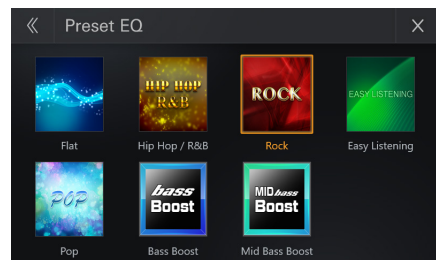 Preset EQ
HIP HOP
R&B
ROCK
EASY LISTENING
Flat
Hip Hop / R&B
Rock
Easy Listening
POP
bass
Boost
MID bass
Boost
Pop
Bass Boost
Mid Bass Boost